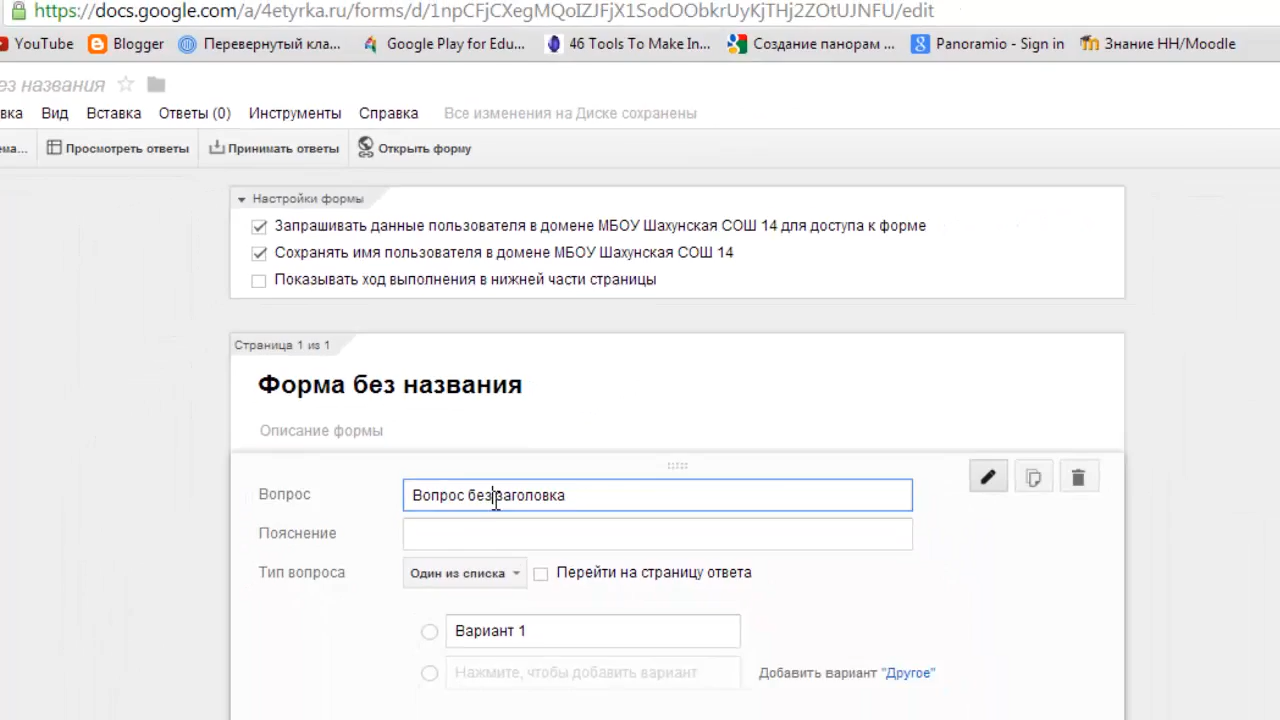 https://docs.google.com/a/4etyrka.ru/forms/d/1npCFjCXegMQoIZJFjX1SodOObkrUyKjTHj2ZOtUJNFU/edit
YouTube Blogger Перевернутый кла... Google Play for Edu... 46 Tools To Make In... Создание панорам ... Panoramio - Sign in Знание НН/Moodle
ез названия
вка Вид Вставка Ответы (0) Инструменты Справка Все изменения на Диске сохранены
ма... Просмотреть ответы Принимать ответы Открыть форму
Настройки формы
Запрашивать данные пользователя в домене МБОУ Шахунская СОШ 14 для доступа к форме
Сохранять имя пользователя в домене МБОУ Шахунская СОШ 14
Показывать ход выполнения в нижней части страницы
Страница 1 из 1
Форма без названия
Описание формы
Вопрос Вопрос без заголовка
Пояснение
Тип вопроса Один из списка Перейти на страницу ответа
Вариант 1
Нажмите, чтобы добавить вариант Добавить вариант "Другое"